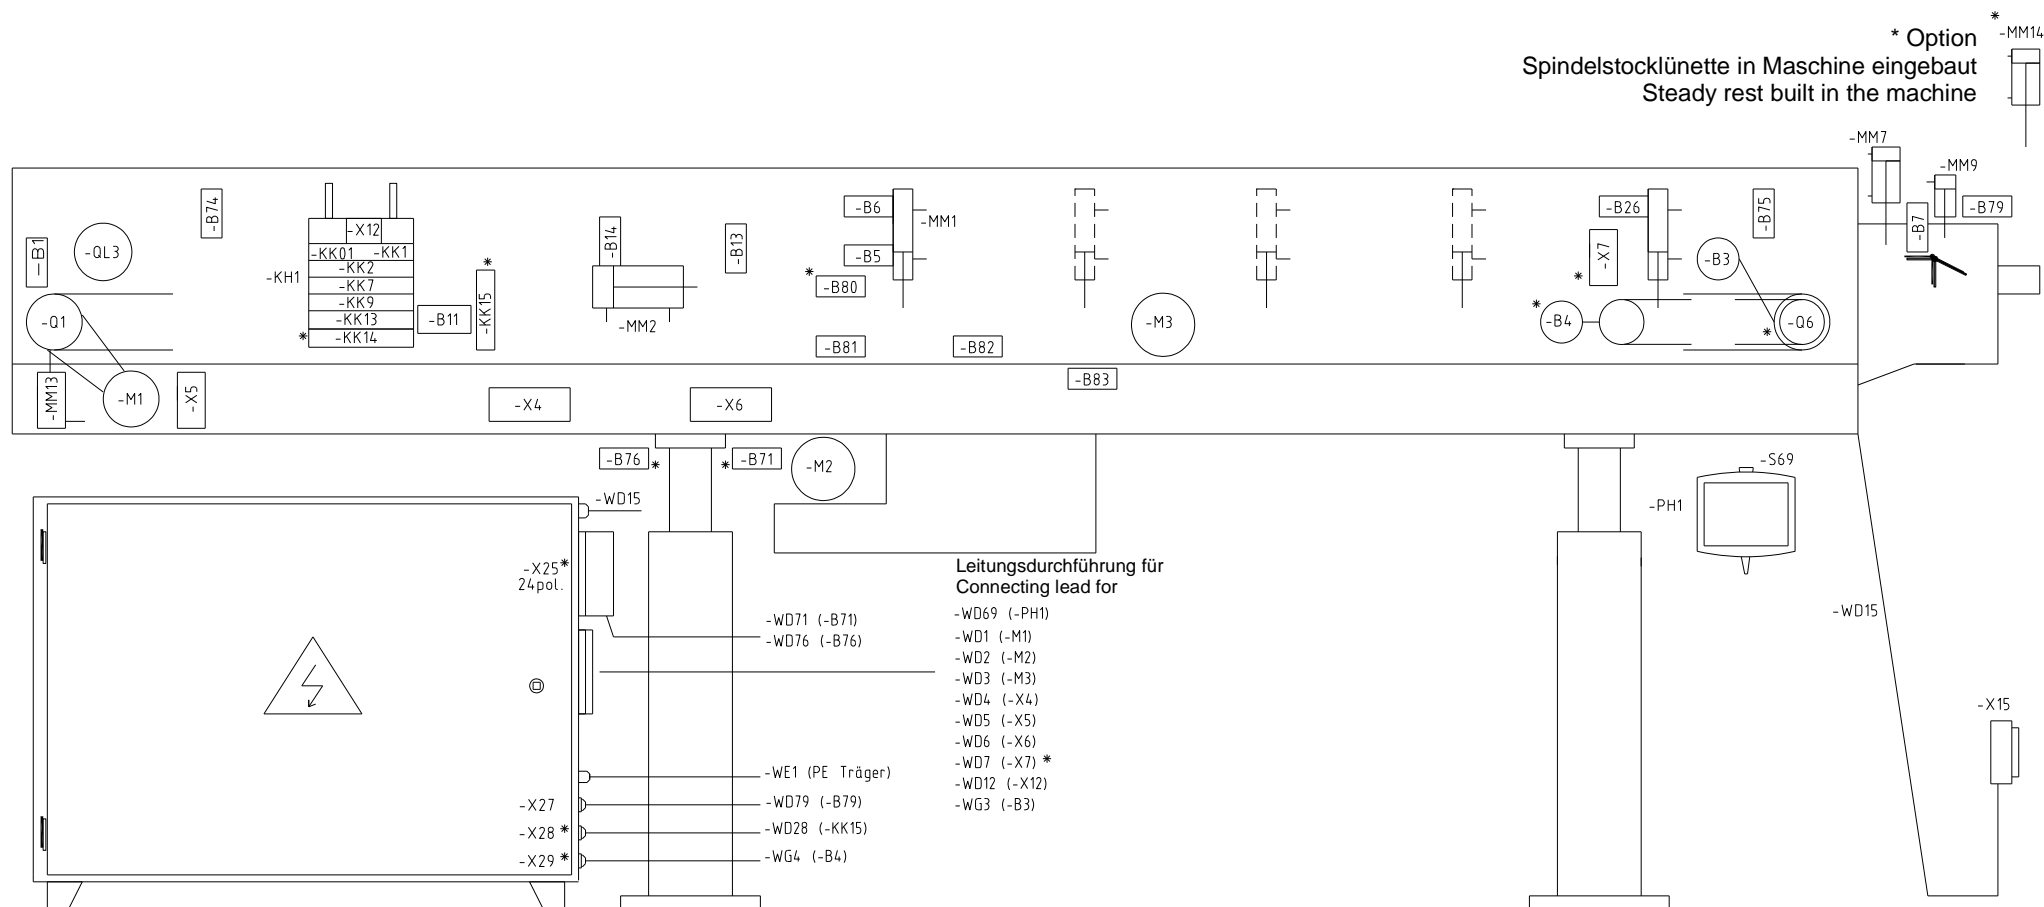 *
-MM14
* Option
Spindelstocklünette in Maschine eingebaut
Steady rest built in the machine
-MM7
-MM9
-B79
-B7
-B1
-QL3
-B74
-X12
-KK01 -KK1
-KH1
-KK2
-KK7
-KK9
-KK13
* -KK14
-B11
*
-KK15
-B14
-MM2
-B13
-B6
-MM1
-B5
*
-B80
-B81
-B82
-M3
-B83
-B26
-X7
*
-B75
-B3
*
-B4
*
-Q6
-Q1
-MM13
-M1
-X5
-X4
-X6
-B76 *
* -B71
-M2
-S69
-PH1
-WD15
-X25 *
24pol.
-WD71 (-B71)
-WD76 (-B76)
Leitungsdurchführung für
Connecting lead for
-WD69 (-PH1)
-WD1 (-M1)
-WD2 (-M2)
-WD3 (-M3)
-WD4 (-X4)
-WD5 (-X5)
-WD6 (-X6)
-WD7 (-X7) *
-WD12 (-X12)
-WG3 (-B3)
-WD15
-X15
-WE1 (PE Träger)
-X27
-WD79 (-B79)
-X28 *
-WD28 (-KK15)
-X29 *
-WG4 (-B4)